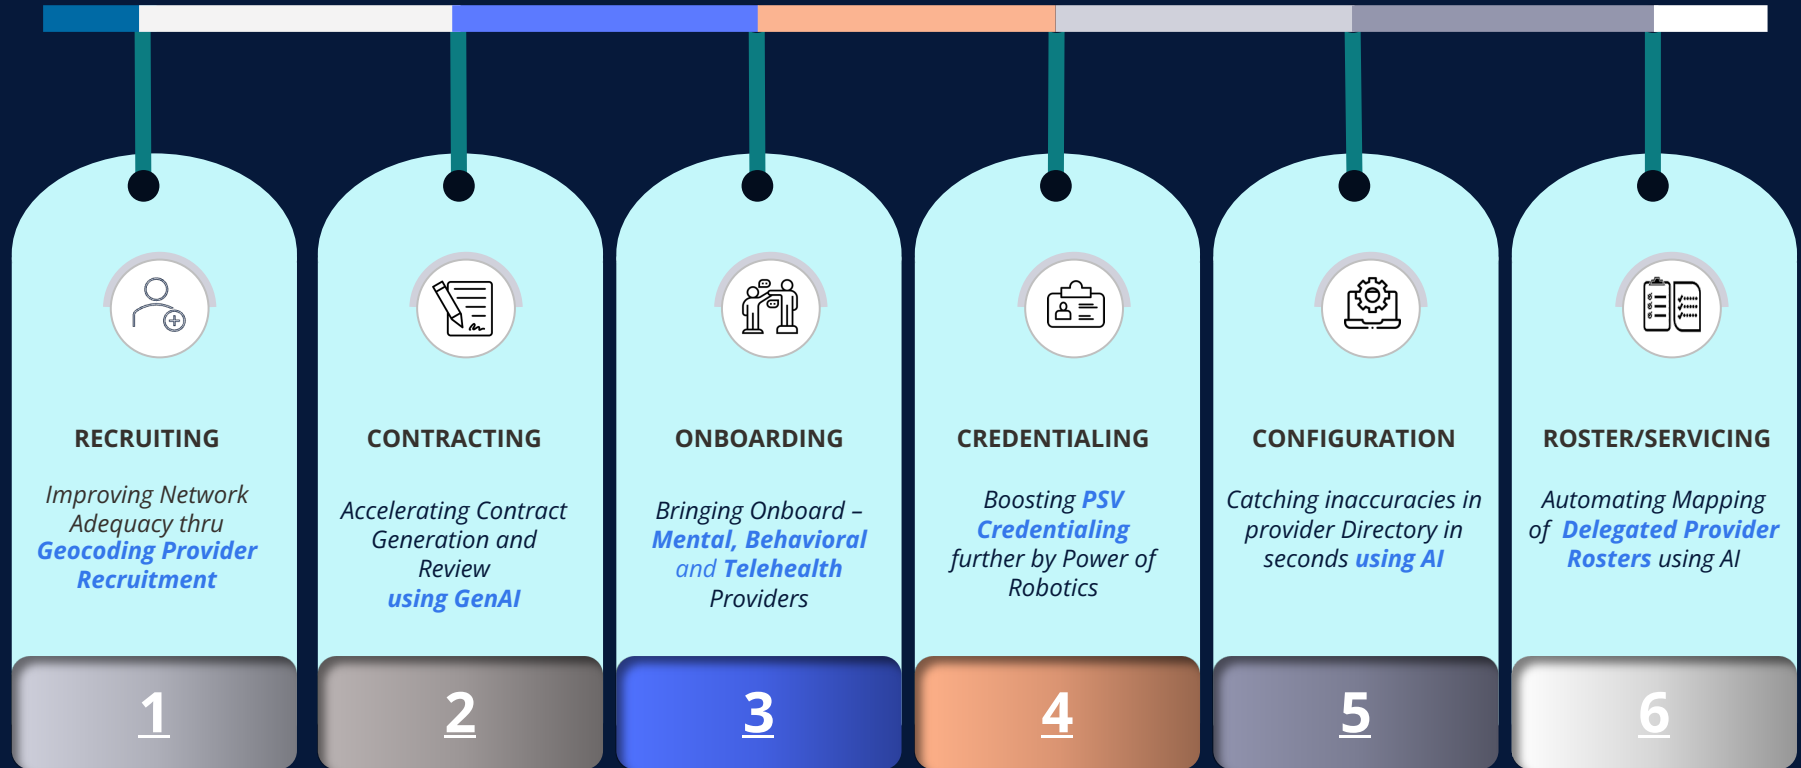 RECRUITING
Improving Network
Adequacy thru
Geocoding Provider
Recruitment
1
CONTRACTING
Accelerating Contract
Generation and
Review
using GenAI
2
ONBOARDING
Bringing Onboard –
Mental, Behavioral
and Telehealth
Providers
3
CREDENTIALING
Boosting PSV
Credentialing
further by Power of
Robotics
4
CONFIGURATION
Catching inaccuracies in
provider Directory in
seconds using AI
5
ROSTER/SERVICING
Automating Mapping
of Delegated Provider
Rosters using AI
6